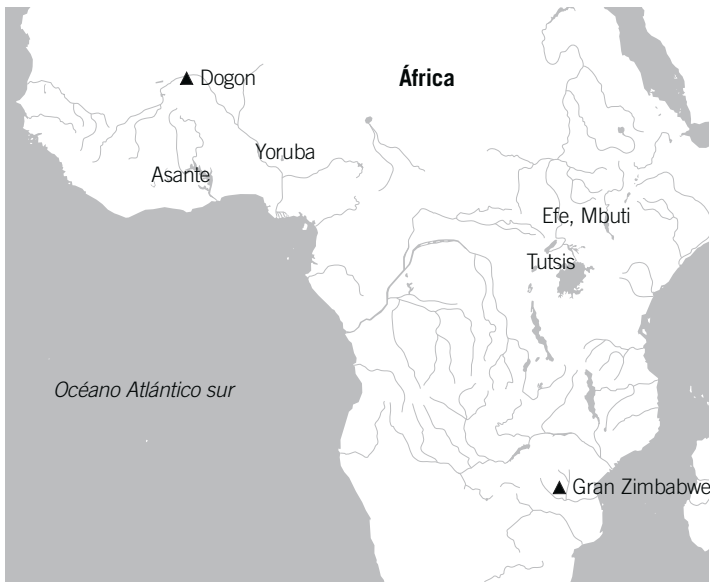 Dogon
África
Yoruba
Asante
Efe, Mbuti
Tutsis
Océano Atlántico sur
Gran Zimbabwe